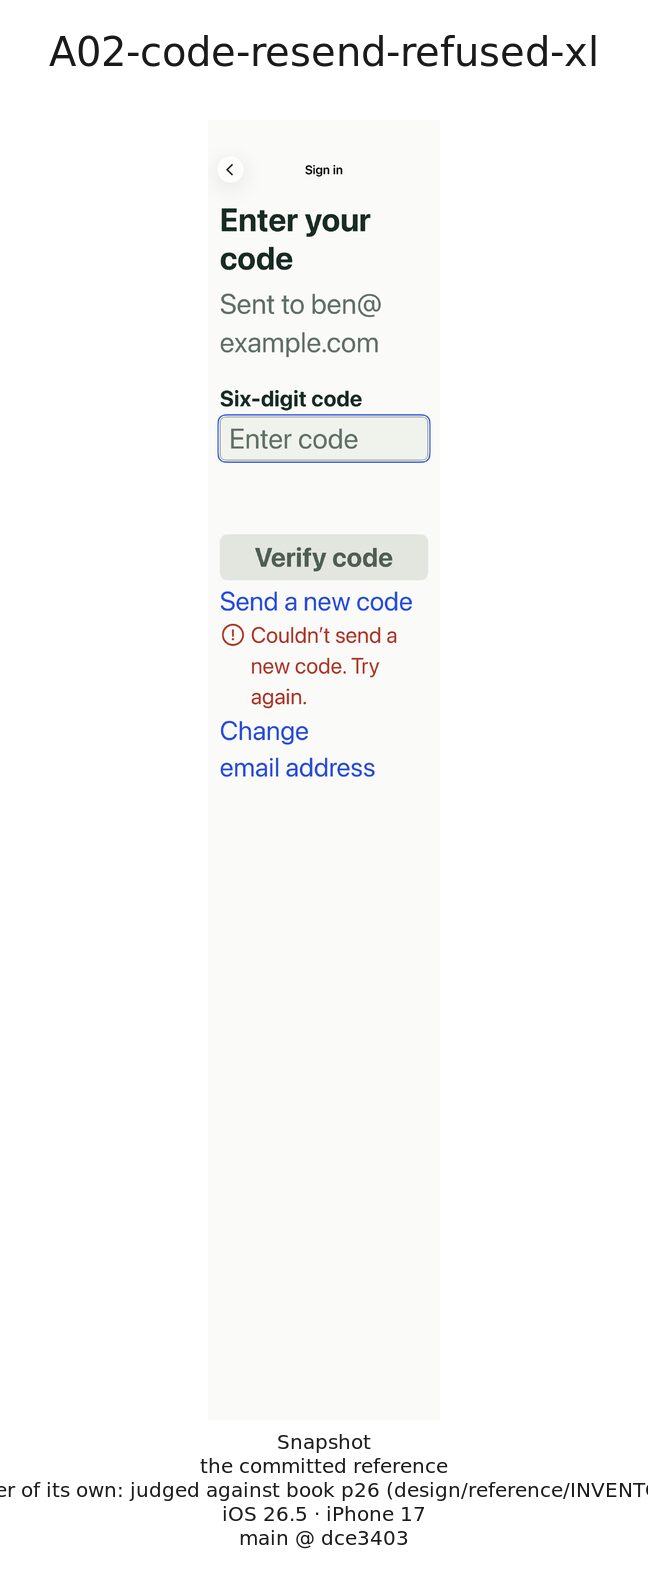 A02-code-resend-refused-xl
Sign in
Enter your
code
Sent to ben@
example.com
Six-digit code
Enter code
Verify code
Send a new code
Couldn’t send a
new code. Try
again.
Change
email address
Snapshot
the committed reference
of its own: judged against book p26 (design/reference/
iOS 26.5 · iPhone 17
main @ dce3403